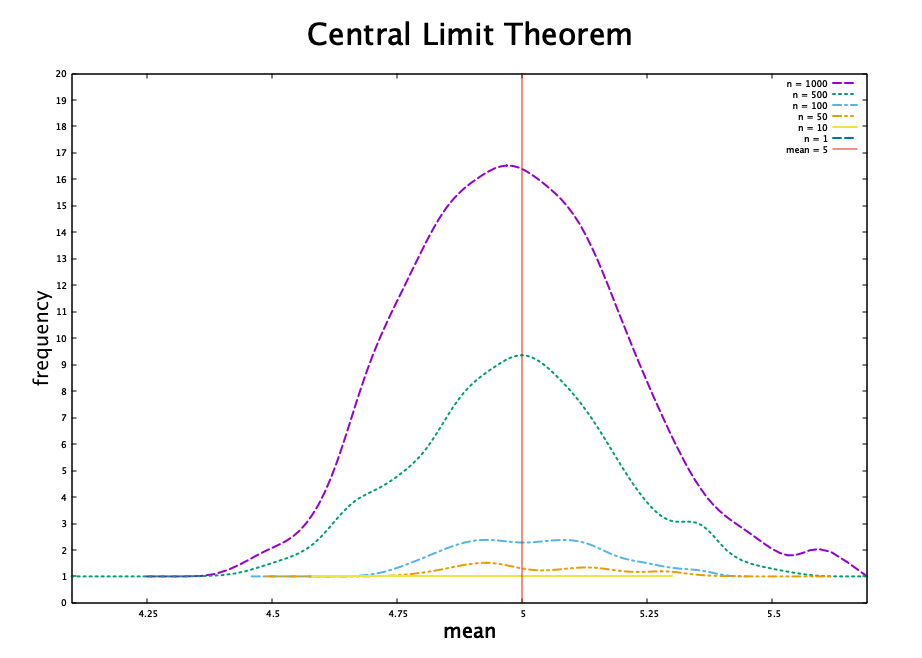 Central Limit Theorem
20
19
18
17
16
15
14
13
12
11
10
9
8
7
6
5
4
3
2
1
0
frequency
n = 1000
n = 500
n = 100
n = 50
n = 10
n = 1
mean = 5
4.25
4.5
4.75
5
5.25
5.5
mean